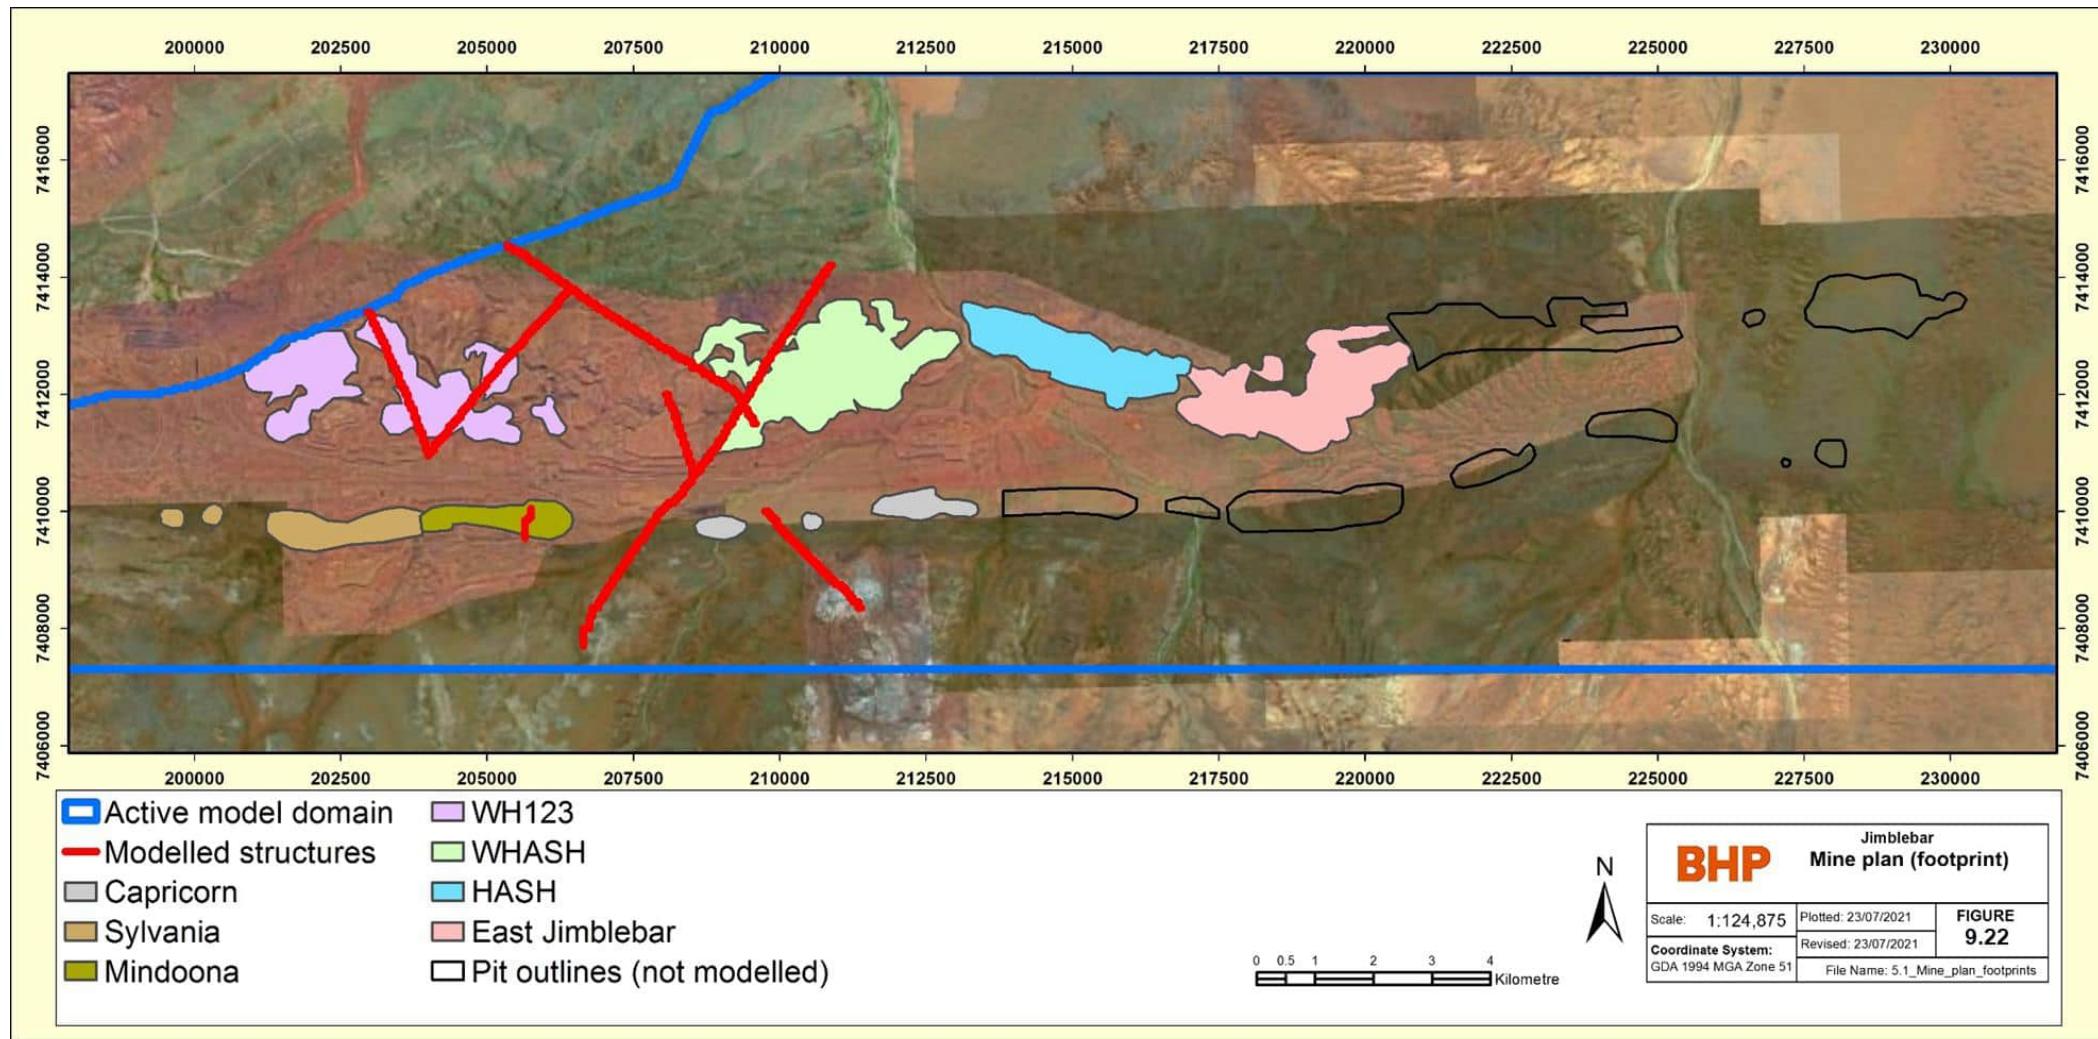 200000 202500 205000 207500 210000 212500 215000 217500 220000 222500 225000 227500 230000
7416000 7416000
7414000 7414000
7412000 7412000
7410000 7410000
7408000 7408000
7406000 7406000
200000 202500 205000 207500 210000 212500 215000 217500 220000 222500 225000 227500 230000
Active model domain
Modelled structures
Capricorn
Sylvania
Mindoona
WH123
WHASH
HASH
East Jimblebar
Pit outlines (not modelled)
0 0.5 1 2 3 4
Kilometre
N
BHP
Jimblebar
Mine plan (footprint)
Scale: 1:124,875
Plotted: 23/07/2021
FIGURE
9.22
Coordinate System:
GDA 1994 MGA Zone 51
Revised: 23/07/2021
File Name: 5.1_Mine_plan_footprints